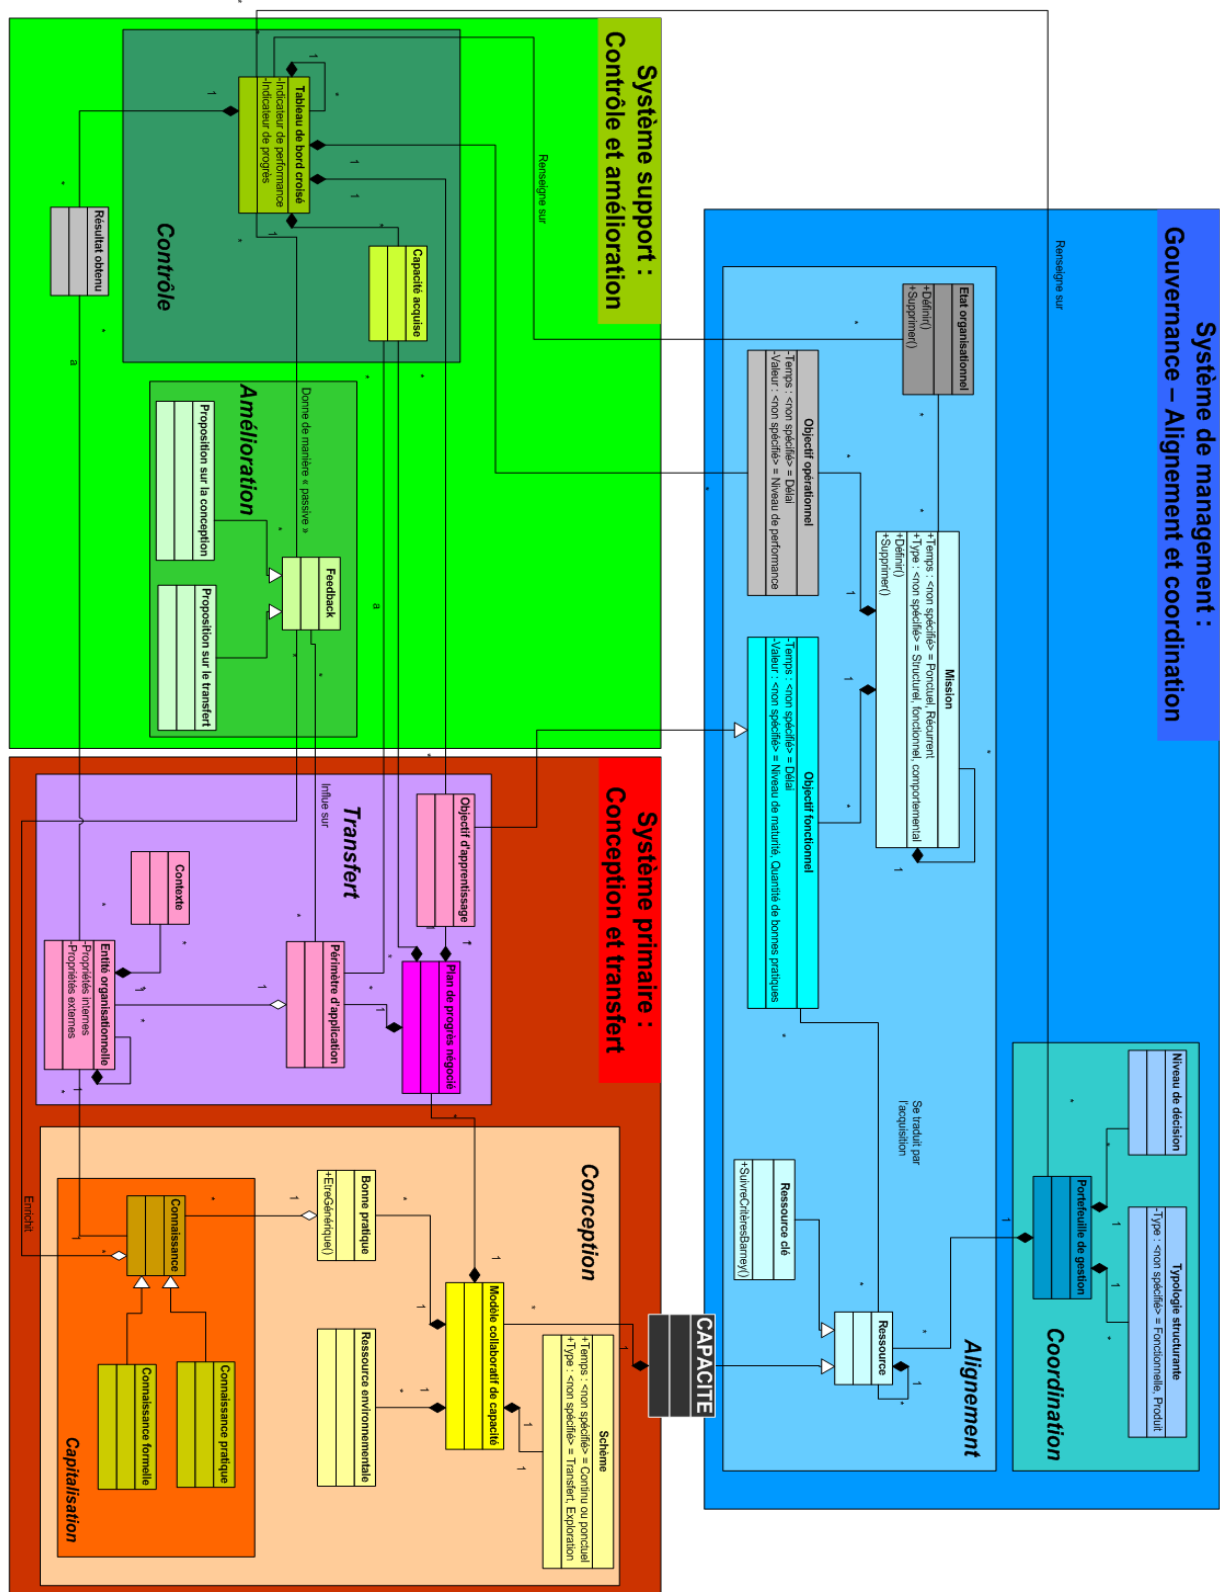 Système de management :
Gouvernance – Alignement et coordination
Niveau de décision
Typologie structurante
-Type : <non spécifié> = Fonctionnelle, Produit
Portefeuille de gestion
Coordination
Renseigne sur
Etat organisationnel
+Définir()
+Supprimer()
Mission
+Temps : <non spécifié> = Ponctuel, Récurrent
+Type : <non spécifié> = Structurel, fonctionnel, comportemental
+Définir()
+Supprimer()
Objectif opérationnel
-Temps : <non spécifié> = Délai
-Valeur : <non spécifié> = Niveau de performance
Objectif fonctionnel
-Temps : <non spécifié> = Délai
-Valeur : <non spécifié> = Niveau de maturité, Quantité de bonnes pratiques
Se traduit par
l'acquisition
Ressource clé
+SuivreCritèresBarney()
Ressource
Alignement
CAPACITE
Système support :
Contrôle et amélioration
Renseigne sur
Tableau de bord croisé
-Indicateur de performance
-Indicateur de progrès
Capacité acquise
Résultat obtenu
Contrôle
a
Donne de manière « passive »
Amélioration
Proposition sur la conception
Proposition sur le transfert
Feedback
a
Système primaire :
Conception et transfert
Influe sur
Transfert
Objectif d'apprentissage
Plan de progrès négocié
Périmètre d'application
Contexte
Entité organisationnelle
-Propriétés internes
-Propriétés externes
Enrichit
Conception
Schème
+Temps : <non spécifié> = Continu ou ponctuel
+Type : <non spécifié> = Transfert, Exploration
Modèle collaboratif de capacité
Bonne pratique
+EtreGénérique()
Ressource environnementale
Connaissance
Connaissance pratique
Connaissance formelle
Capitalisation